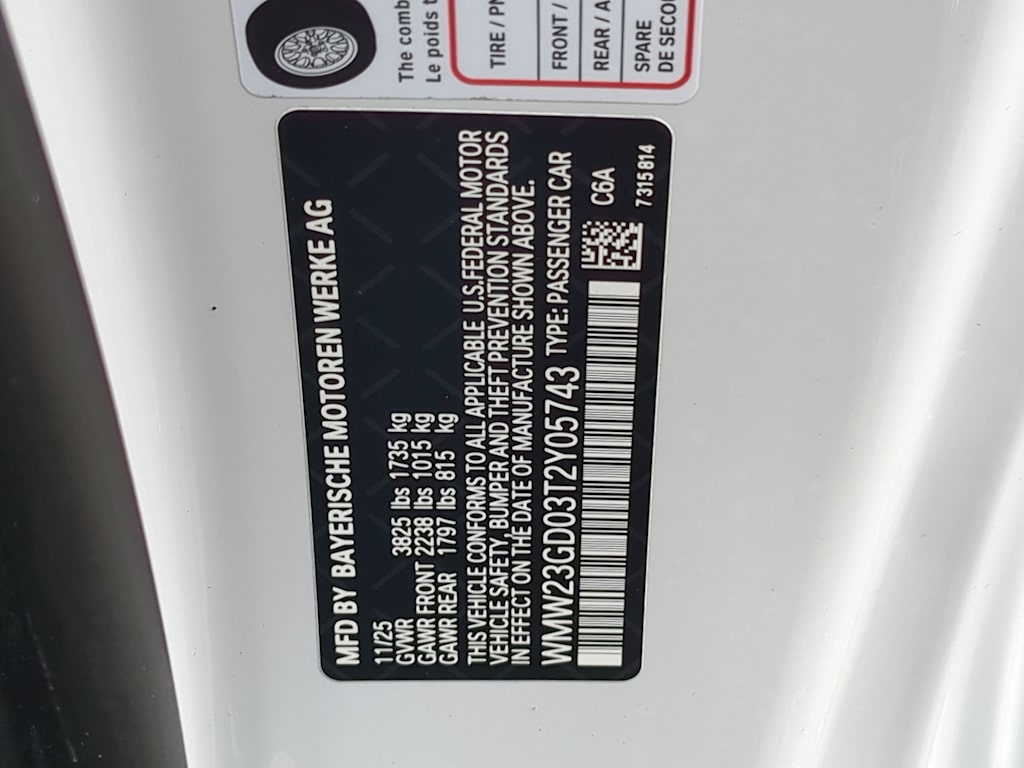 The comb
Le poids t
TIRE / PN
FRONT /
REAR / A
SPARE
DE SECOU
MFD BY BAYERISCHE MOTOREN WERKE AG
11/25
GVWR 3825 lbs 1735 kg
GAWR FRONT 2238 lbs 1015 kg
GAWR REAR 1797 lbs 815 kg
THIS VEHICLE CONFORMS TO ALL APPLICABLE U.S.FEDERAL MOTOR
VEHICLE SAFETY, BUMPER AND THEFT PREVENTION STANDARDS
IN EFFECT ON THE DATE OF MANUFACTURE SHOWN ABOVE.
WMW23GD03T2Y05743 TYPE: PASSENGER CAR
C6A
7 315 814